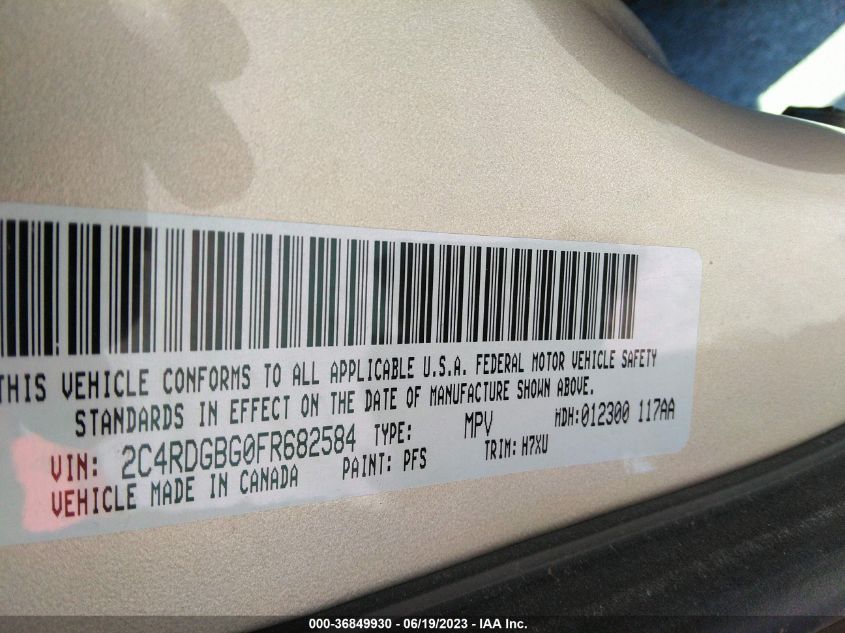 THIS VEHICLE CONFORMS TO ALL APPLICABLE U.S.A. FEDERAL MOTOR VEHICLE SAFETY
STANDARDS IN EFFECT ON THE DATE OF MANUFACTURE SHOWN ABOVE.
VIN: 2C4RDGBG0FR682584 TYPE: MPV MDH:012300 117AA
VEHICLE MADE IN CANADA PAINT: PFS TRIM: H7XU
000-36849930 - 06/19/2023 - IAA Inc.